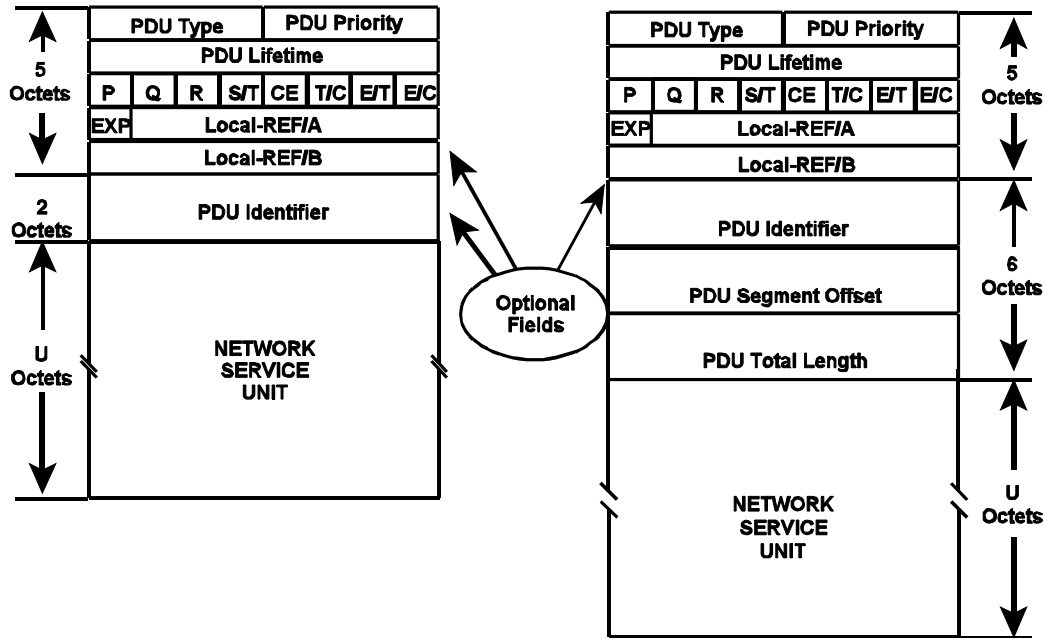 PDU Type PDU Priority
PDU Lifetime
P Q R S/T CE T/C E/T E/C
EXP Local-REF/A
Local-REF/B
PDU Identifier
NETWORK
SERVICE
UNIT
5
Octets
2
Octets
U
Octets
Optional
Fields
PDU Type PDU Priority
PDU Lifetime
P Q R S/T CE T/C E/T E/C
EXP Local-REF/A
Local-REF/B
PDU Identifier
PDU Segment Offset
PDU Total Length
NETWORK
SERVICE
UNIT
5
Octets
6
Octets
U
Octets